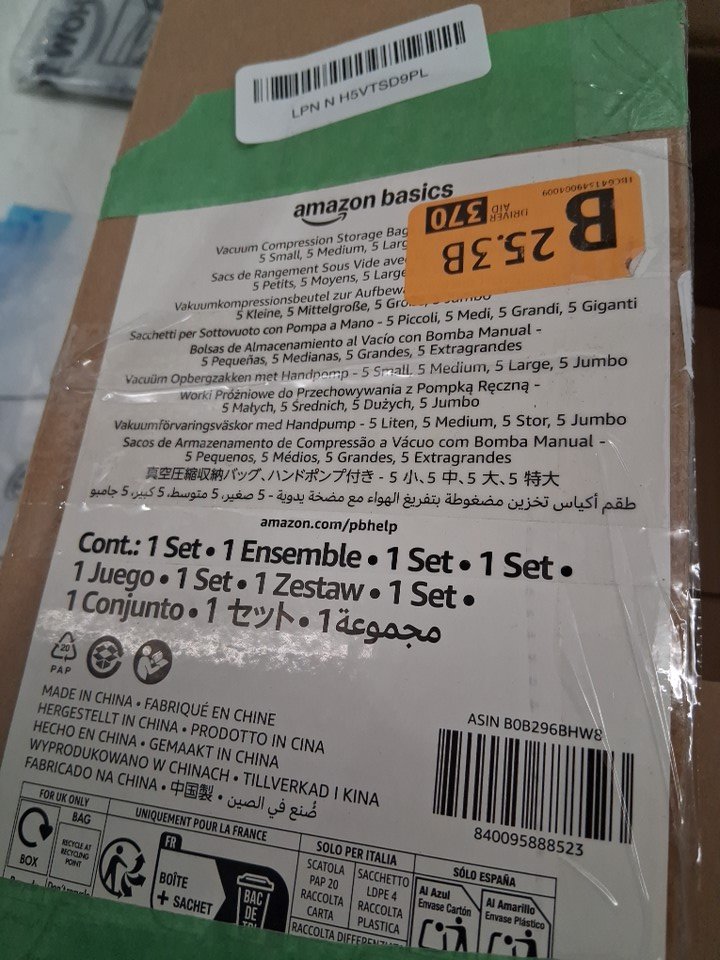 LPN N H5VTSD9PL
amazon basics
B 25.3B
DRIVER AID 370
Vacuum Compression Storage Bag
5 Small, 5 Medium, 5 Larg
Sacs de Rangement Sous Vide ave
5 Petits, 5 Moyens, 5 Large
Vakuumkompressionsbeutel zur Aufbew
5 Kleine, 5 Mittelgroße, 5 Gro Jumbo
Sacchetti per Sottovuoto con Pompa a Mano - 5 Piccoli, 5 Medi, 5 Grandi, 5 Giganti
Bolsas de Almacenamiento al Vacío con Bomba Manual -
5 Pequeñas, 5 Medianas, 5 Grandes, 5 Extragrandes
Vacuüm Opbergzakken met Handpomp - 5 Small, 5 Medium, 5 Large, 5 Jumbo
Worki Próżniowe do Przechowywania z Pompką Ręczną -
5 Małych, 5 Średnich, 5 Dużych, 5 Jumbo
Vakuumförvaringsväskor med Handpump - 5 Liten, 5 Medium, 5 Stor, 5 Jumbo
Sacos de Armazenamento de Compressão a Vácuo com Bomba Manual -
5 Pequenos, 5 Médios, 5 Grandes, 5 Extragrandes
真空圧縮収納バッグ、ハンドポンプ付き - 5 小、5 中、5 大、5 特大
طقم أكياس تخزين مضغوطة بتفريغ الهواء مع مضخة يدوية - 5 صغير، 5 متوسط، 5 كبير، 5 جامبو
amazon.com/pbhelp
Cont.: 1 Set • 1 Ensemble • 1 Set • 1 Set •
1 Juego • 1 Set • 1 Zestaw • 1 Set •
1 Conjunto • 1 セット • 1 مجموعة
20
PAP
MADE IN CHINA • FABRIQUÉ EN CHINE
HERGESTELLT IN CHINA • PRODOTTO IN CINA
HECHO EN CHINA • GEMAAKT IN CHINA
WYPRODUKOWANO W CHINACH • TILLVERKAD I KINA
FABRICADO NA CHINA • 中国製 • صُنع في الصين
ASIN B0B296BHW8
840095888523
FOR UK ONLY
BOX
BAG
RECYCLE AT RECYCLING POINT
UNIQUEMENT POUR LA FRANCE
FR
BOÎTE
+ SACHET
BAC
DE
TRI
SOLO PER ITALIA
SCATOLA
PAP 20
RACCOLTA
CARTA
SACCHETTO
LDPE 4
RACCOLTA
PLASTICA
RACCOLTA
SÓLO ESPAÑA
Al Azul
Envase Cartón
Al Amarillo
Envase Plástico